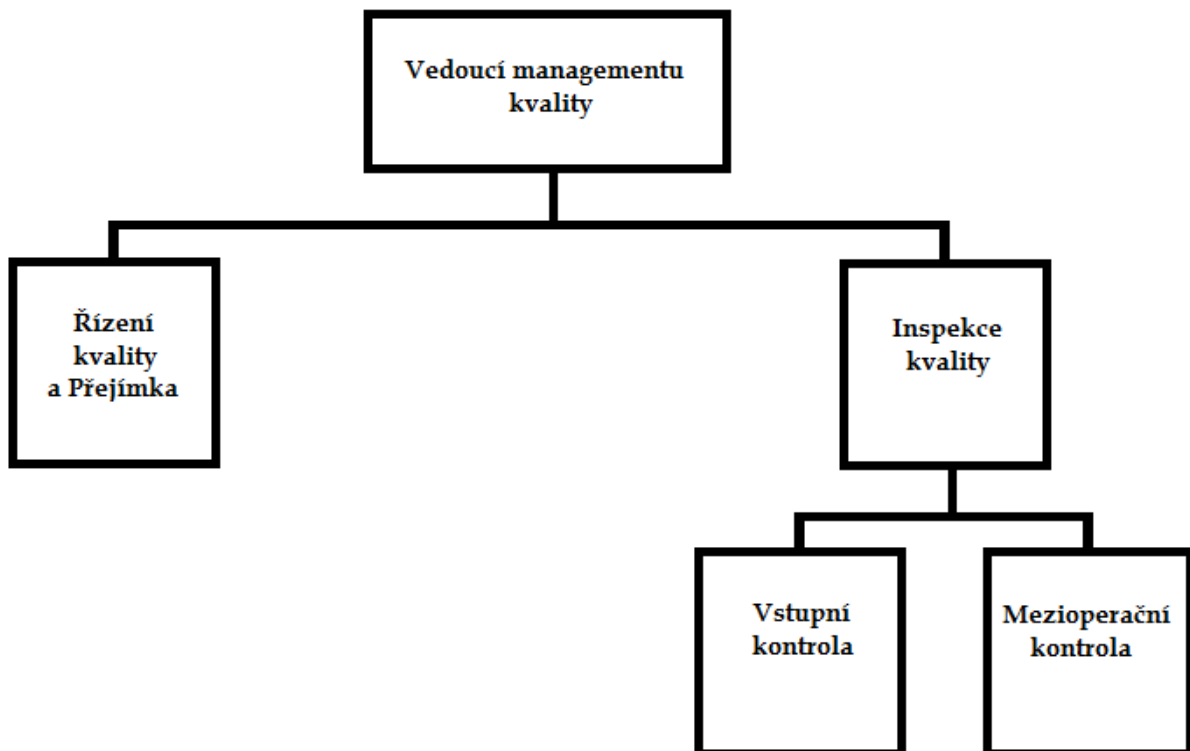 Vedoucí managementu
kvality
Řízení
kvality
a Přejímka
Inspekce
kvality
Vstupní
kontrola
Mezioperační
kontrola